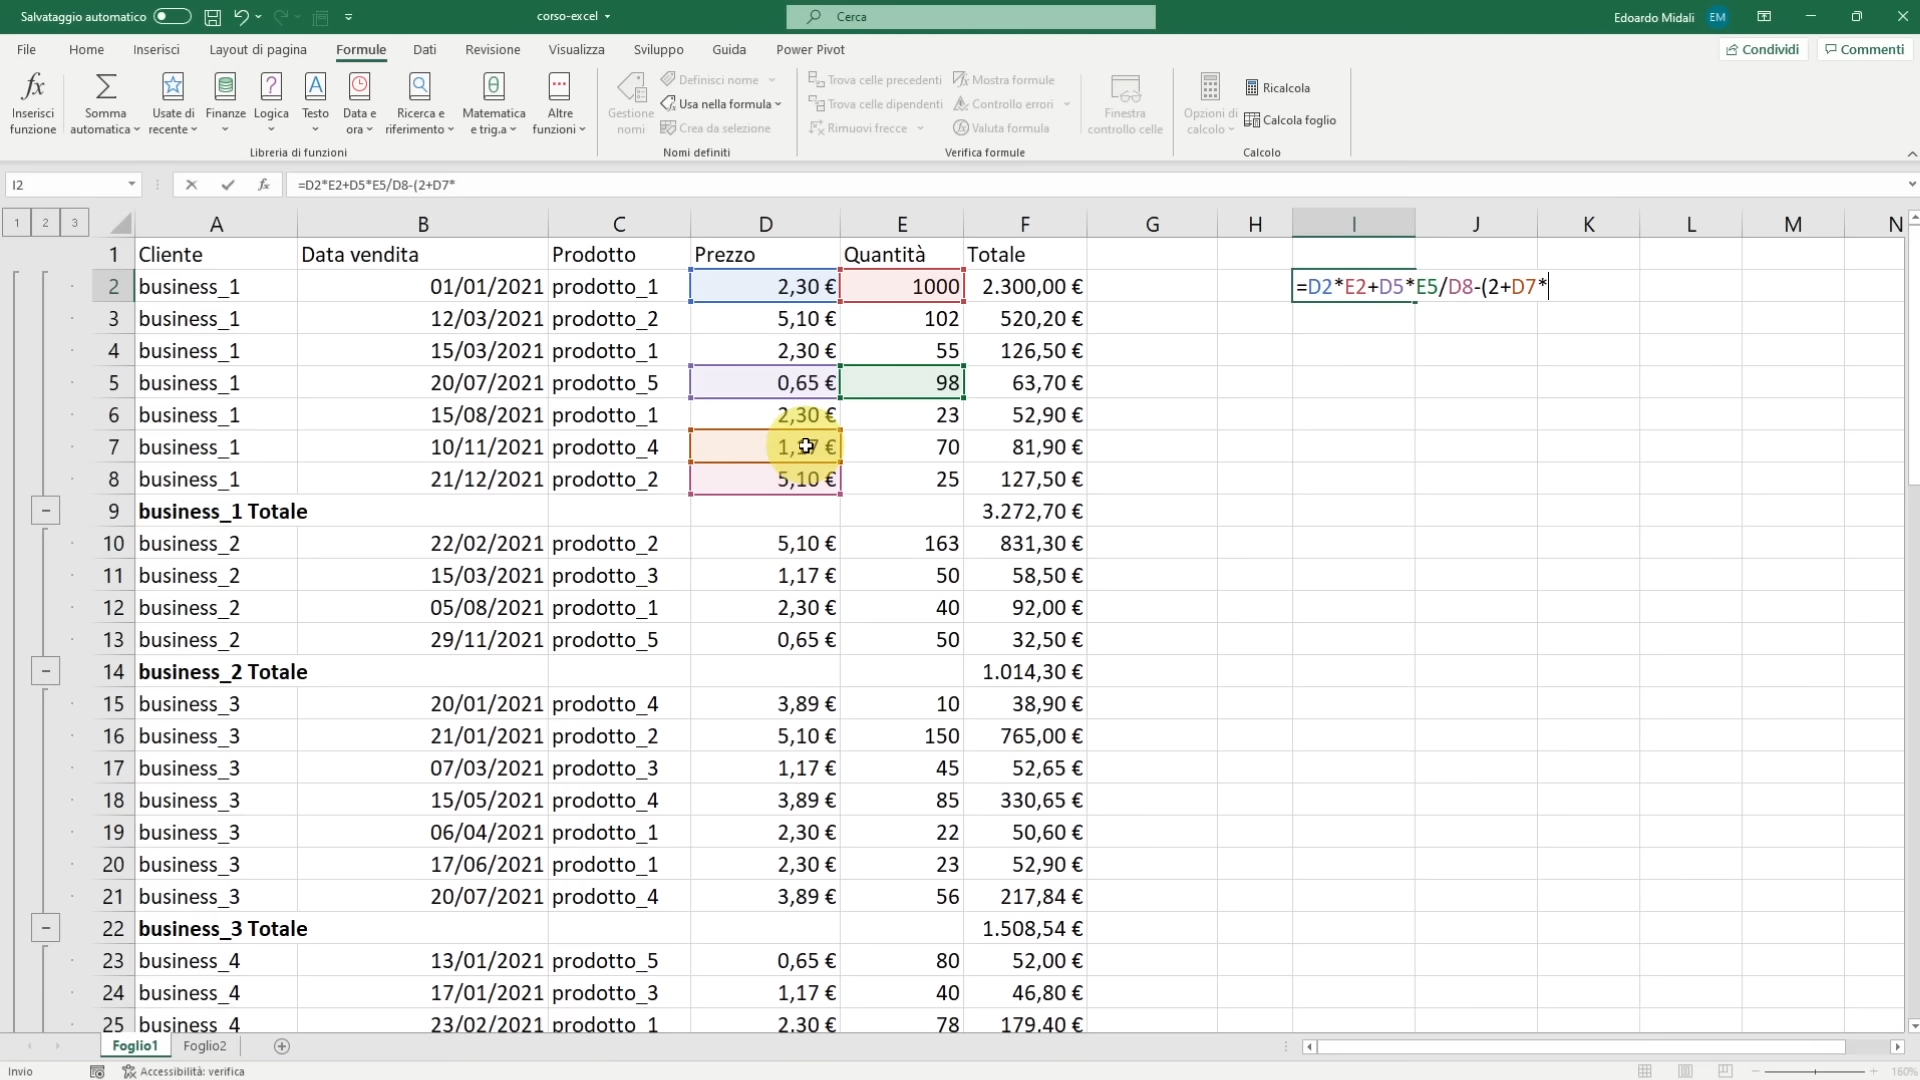 Salvataggio automatico
corso-excel
Cerca
Edoardo Midali
EM
File Home Inserisci Layout di pagina Formule Dati Revisione Visualizza Sviluppo Guida Power Pivot
Condividi
Commenti
Inserisci funzione
Somma automatica
Usate di recente
Finanze
Logica
Testo
Data e ora
Ricerca e riferimento
Matematica e trig.a
Altre funzioni
Libreria di funzioni
Gestione nomi
Definisci nome
Usa nella formula
Crea da selezione
Nomi definiti
Trova celle precedenti
Trova celle dipendenti
Rimuovi frecce
Mostra formule
Controllo errori
Valuta formula
Verifica formule
Finestra controllo celle
Opzioni di calcolo
Ricalcola
Calcola foglio
Calcolo
I2
fx
=D2*E2+D5*E5/D8-(2+D7*
1 2 3
A B C D E F G H I J K L M N
1 Cliente Data vendita Prodotto Prezzo Quantità Totale
2 business_1 01/01/2021 prodotto_1 2,30 € 1000 2.300,00 € =D2*E2+D5*E5/D8-(2+D7*
3 business_1 12/03/2021 prodotto_2 5,10 € 102 520,20 €
4 business_1 15/03/2021 prodotto_1 2,30 € 55 126,50 €
5 business_1 20/07/2021 prodotto_5 0,65 € 98 63,70 €
6 business_1 15/08/2021 prodotto_1 2,30 € 23 52,90 €
7 business_1 10/11/2021 prodotto_4 1,17 € 70 81,90 €
8 business_1 21/12/2021 prodotto_2 5,10 € 25 127,50 €
9 business_1 Totale 3.272,70 €
10 business_2 22/02/2021 prodotto_2 5,10 € 163 831,30 €
11 business_2 15/03/2021 prodotto_3 1,17 € 50 58,50 €
12 business_2 05/08/2021 prodotto_1 2,30 € 40 92,00 €
13 business_2 29/11/2021 prodotto_5 0,65 € 50 32,50 €
14 business_2 Totale 1.014,30 €
15 business_3 20/01/2021 prodotto_4 3,89 € 10 38,90 €
16 business_3 21/01/2021 prodotto_2 5,10 € 150 765,00 €
17 business_3 07/03/2021 prodotto_3 1,17 € 45 52,65 €
18 business_3 15/05/2021 prodotto_4 3,89 € 85 330,65 €
19 business_3 06/04/2021 prodotto_1 2,30 € 22 50,60 €
20 business_3 17/06/2021 prodotto_1 2,30 € 23 52,90 €
21 business_3 20/07/2021 prodotto_4 3,89 € 56 217,84 €
22 business_3 Totale 1.508,54 €
23 business_4 13/01/2021 prodotto_5 0,65 € 80 52,00 €
24 business_4 17/01/2021 prodotto_3 1,17 € 40 46,80 €
25 business_4 23/02/2021 prodotto_1 2,30 € 78 179,40 €
Foglio1 Foglio2
Invio
Accessibilità: verifica
160%